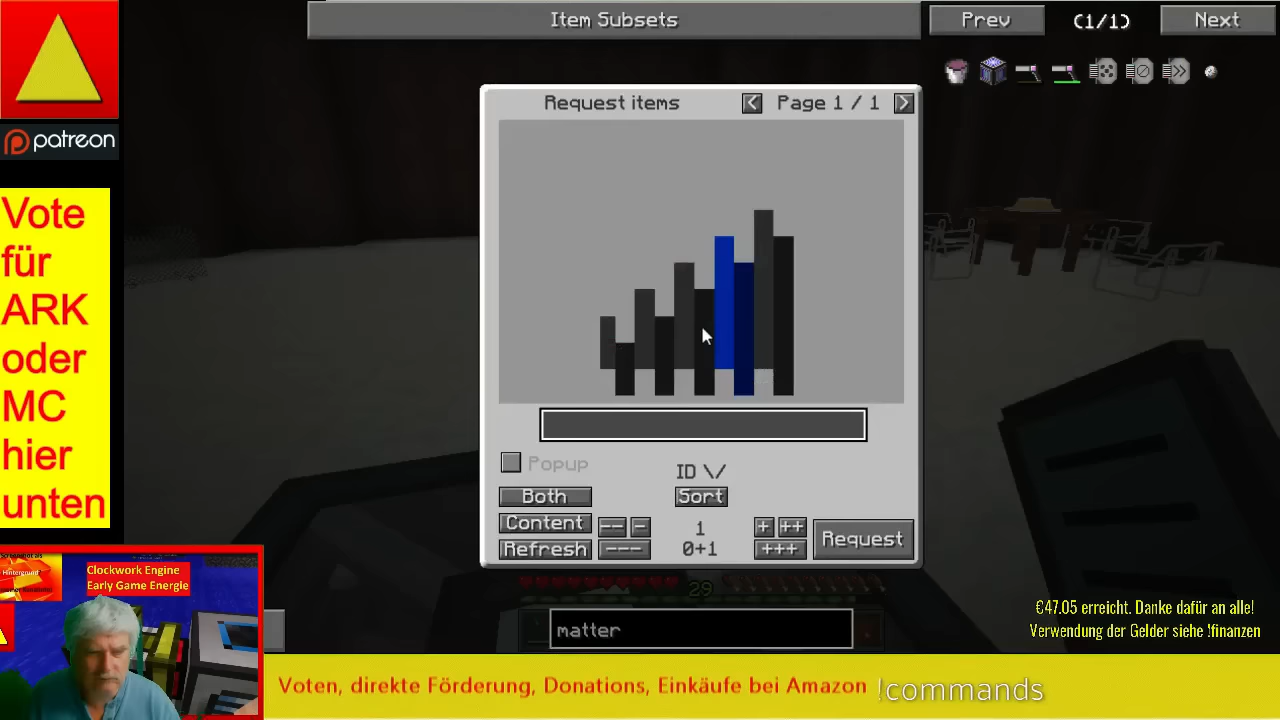 Item Subsets
Prev
(1/1)
Next
Request items
Page 1 / 1
patreon
Vote
für
ARK
oder
MC
hier
unten
Popup
ID \/
Both
Sort
Content
-- -
1
+ ++
Request
Refresh
---
0+1
+++
29
matter
Hintergrund
Clockwork Engine
Early Game Energie
€47.05 erreicht. Danke dafür an alle!
Verwendung der Gelder siehe !finanzen
Voten, direkte Förderung, Donations, Einkäufe bei Amazon !commands